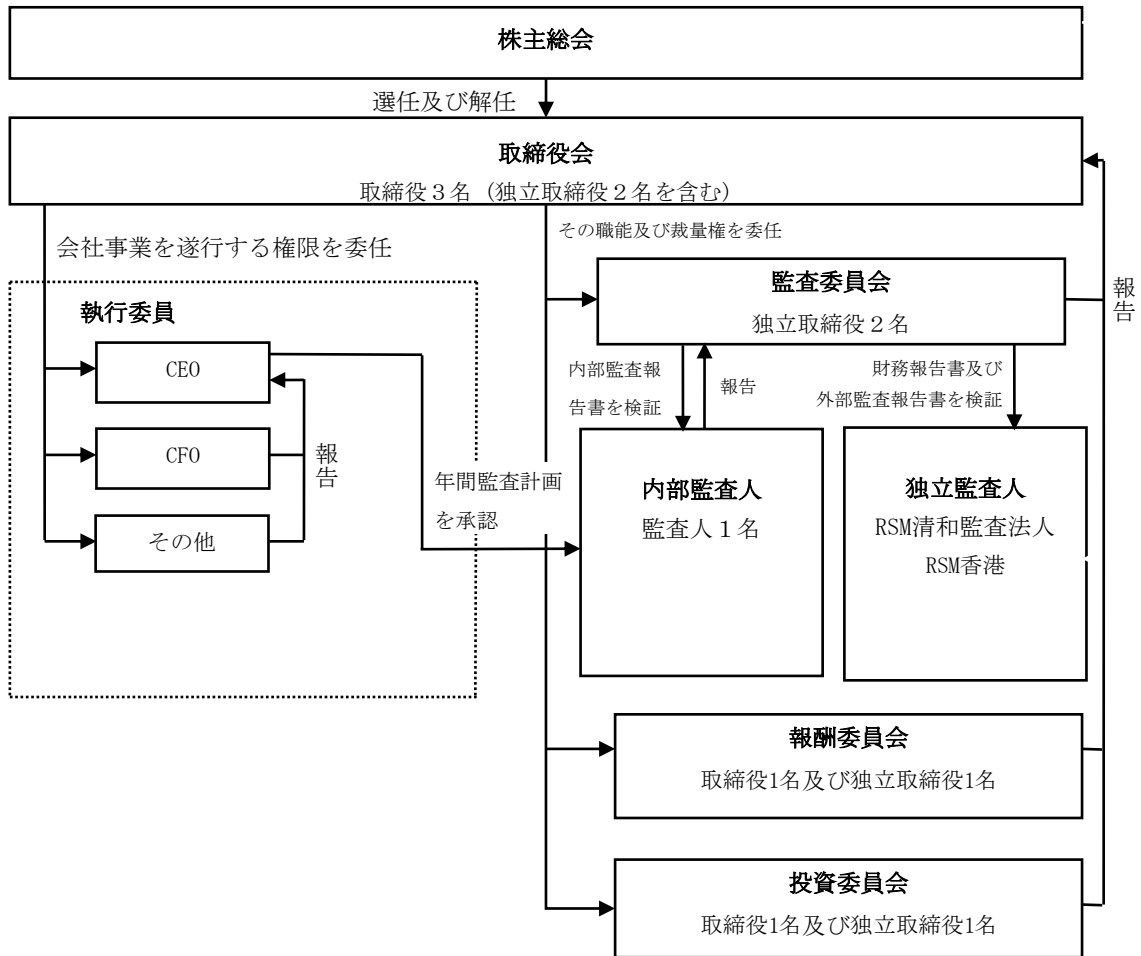 株主総会
選任及び解任
取締役会
取締役３名（独立取締役２名を含む）
会社事業を遂行する権限を委任
その職能及び裁量権を委任
執行委員
CEO
CFO
その他
報告
年間監査計画
を承認
監査委員会
独立取締役２名
内部監査報
告書を検証
報告
財務報告書及び
外部監査報告書を検証
内部監査人
監査人１名
独立監査人
RSM清和監査法人
RSM香港
報酬委員会
取締役1名及び独立取締役1名
投資委員会
取締役1名及び独立取締役1名
報告